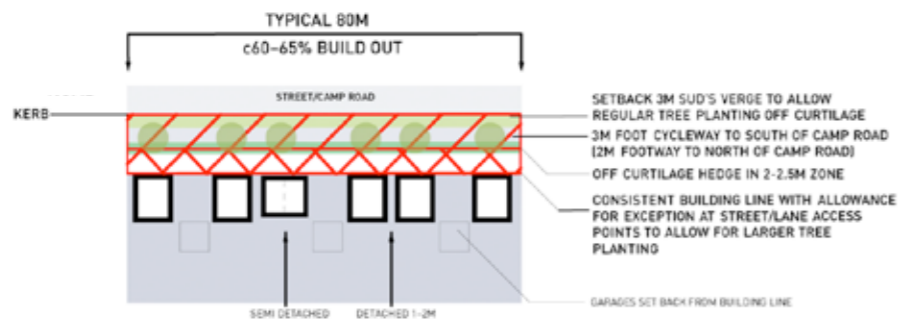 TYPICAL 80M
c60-65% BUILD OUT
STREET/CAMP ROAD
KERB
SETBACK 3M SUD'S VERGE TO ALLOW
REGULAR TREE PLANTING OFF CURTILAGE
3M FOOT CYCLEWAY TO SOUTH OF CAMP ROAD
(2M FOOTWAY TO NORTH OF CAMP ROAD)
OFF CURTILAGE HEDGE IN 2-2.5M ZONE
CONSISTENT BUILDING LINE WITH ALLOWANCE
FOR EXCEPTION AT STREET/LANE ACCESS
POINTS TO ALLOW FOR LARGER TREE
PLANTING
GARAGES SET BACK FROM BUILDING LINE
SEMI DETACHED
DETACHED 1-2M